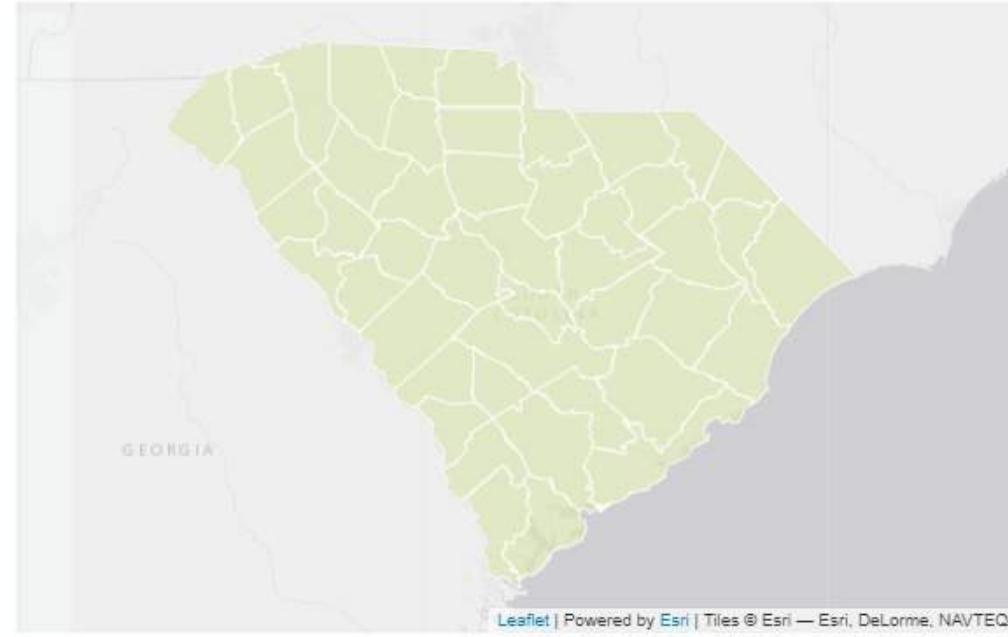 GEORGIA
Leaflet | Powered by Esri | Tiles © Esri — Esri, DeLorme, NAVTEQ